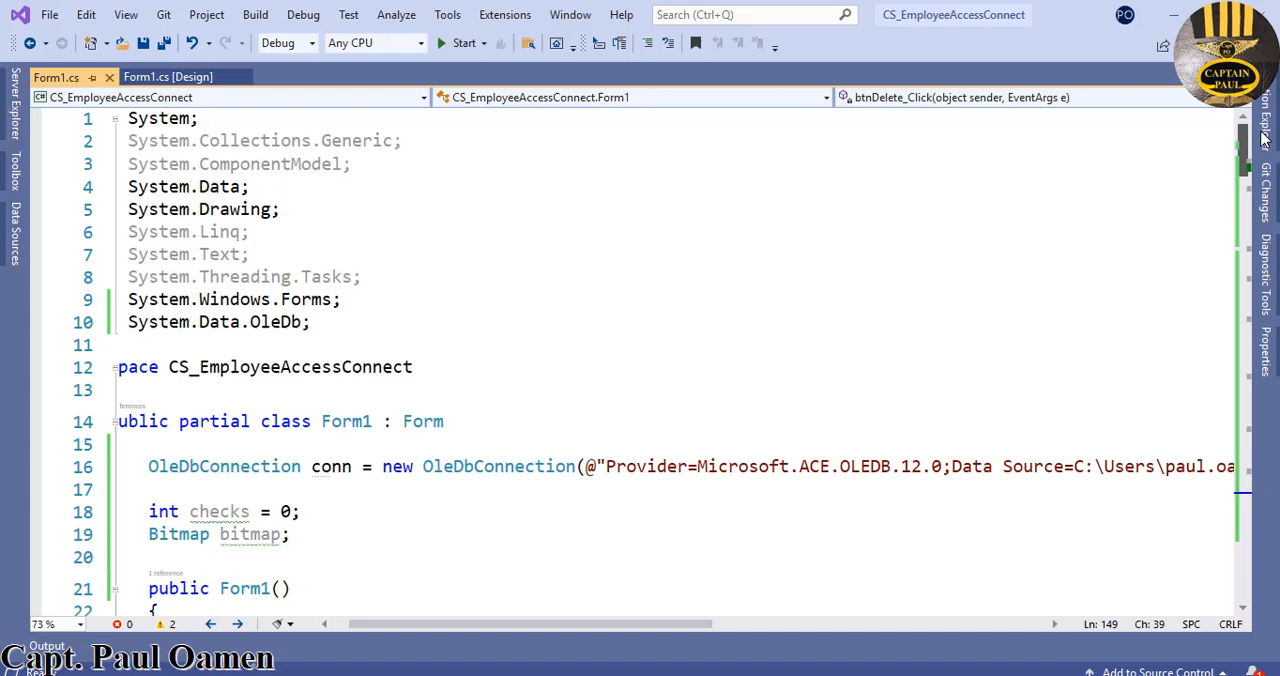 File Edit View Git Project Build Debug Test Analyze Tools Extensions Window Help Search (Ctrl+Q) CS_EmployeeAccessConnect PO
Debug Any CPU Start
CAPTAIN PAUL
Form1.cs Form1.cs [Design]
CS_EmployeeAccessConnect CS_EmployeeAccessConnect.Form1 btnDelete_Click(object sender, EventArgs e)
Server Explorer
Toolbox
Data Sources
Git Changes
Diagnostic Tools
Properties
1 System;
2 System.Collections.Generic;
3 System.ComponentModel;
4 System.Data;
5 System.Drawing;
6 System.Linq;
7 System.Text;
8 System.Threading.Tasks;
9 System.Windows.Forms;
10 System.Data.OleDb;
11
12 pace CS_EmployeeAccessConnect
13
ferences
14 ublic partial class Form1 : Form
15
16 OleDbConnection conn = new OleDbConnection(@"Provider=Microsoft.ACE.OLEDB.12.0;Data Source=C:\Users\paul.oa
17
18 int checks = 0;
19 Bitmap bitmap;
20
1 reference
21 public Form1()
22 {
73 % 0 2 Ln: 149 Ch: 39 SPC CRLF
Output
Capt. Paul Oamen
Add to Source Control 1